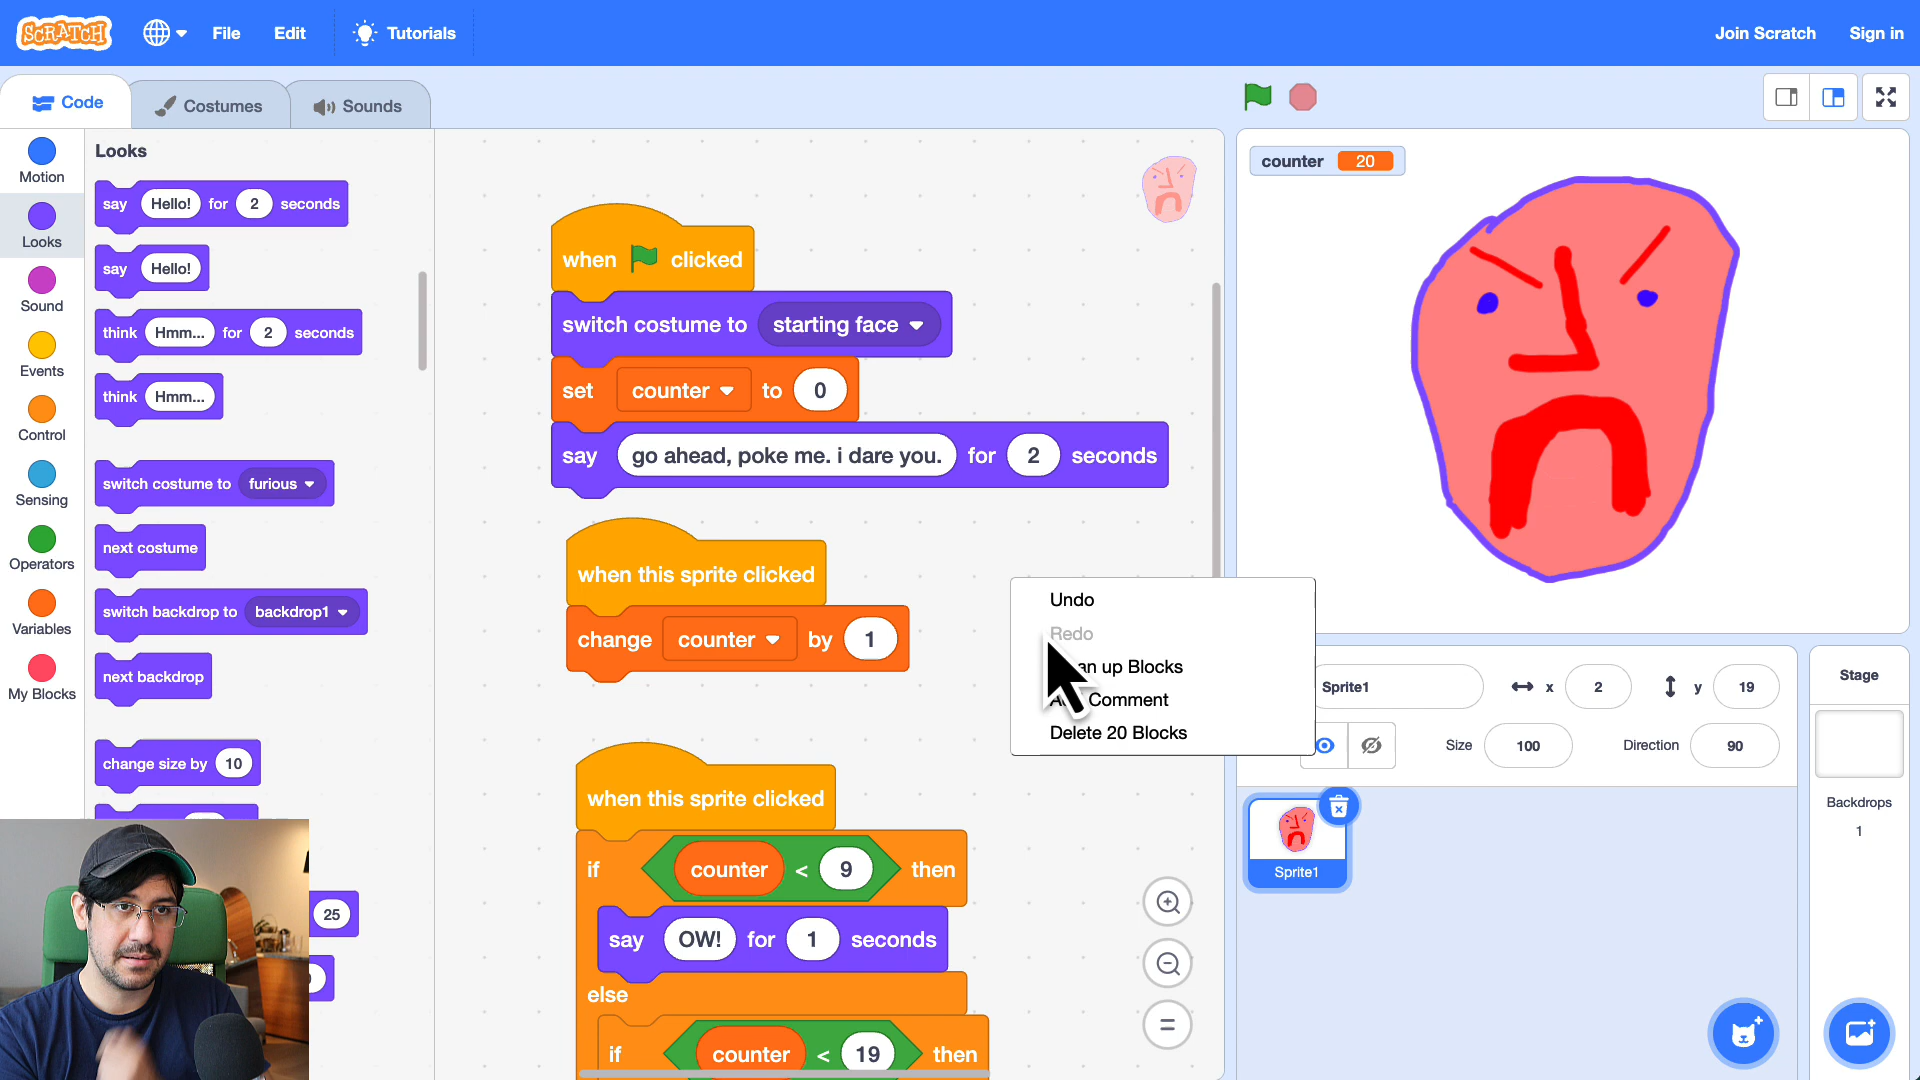 SCRATCH
File
Edit
Tutorials
Join Scratch
Sign in
Code
Costumes
Sounds
Motion
Looks
Sound
Events
Control
Sensing
Operators
Variables
My Blocks
Looks
say Hello! for 2 seconds
say Hello!
think Hmm... for 2 seconds
think Hmm...
switch costume to furious
next costume
switch backdrop to backdrop1
next backdrop
change size by 10
25
when clicked
switch costume to starting face
set counter to 0
say go ahead, poke me. i dare you. for 2 seconds
when this sprite clicked
change counter by 1
when this sprite clicked
if counter < 9 then
say OW! for 1 seconds
else
if counter < 19 then
Undo
Redo
an up Blocks
Comment
Delete 20 Blocks
counter 20
Sprite1
x 2
y 19
Size 100
Direction 90
Sprite1
Stage
Backdrops
1